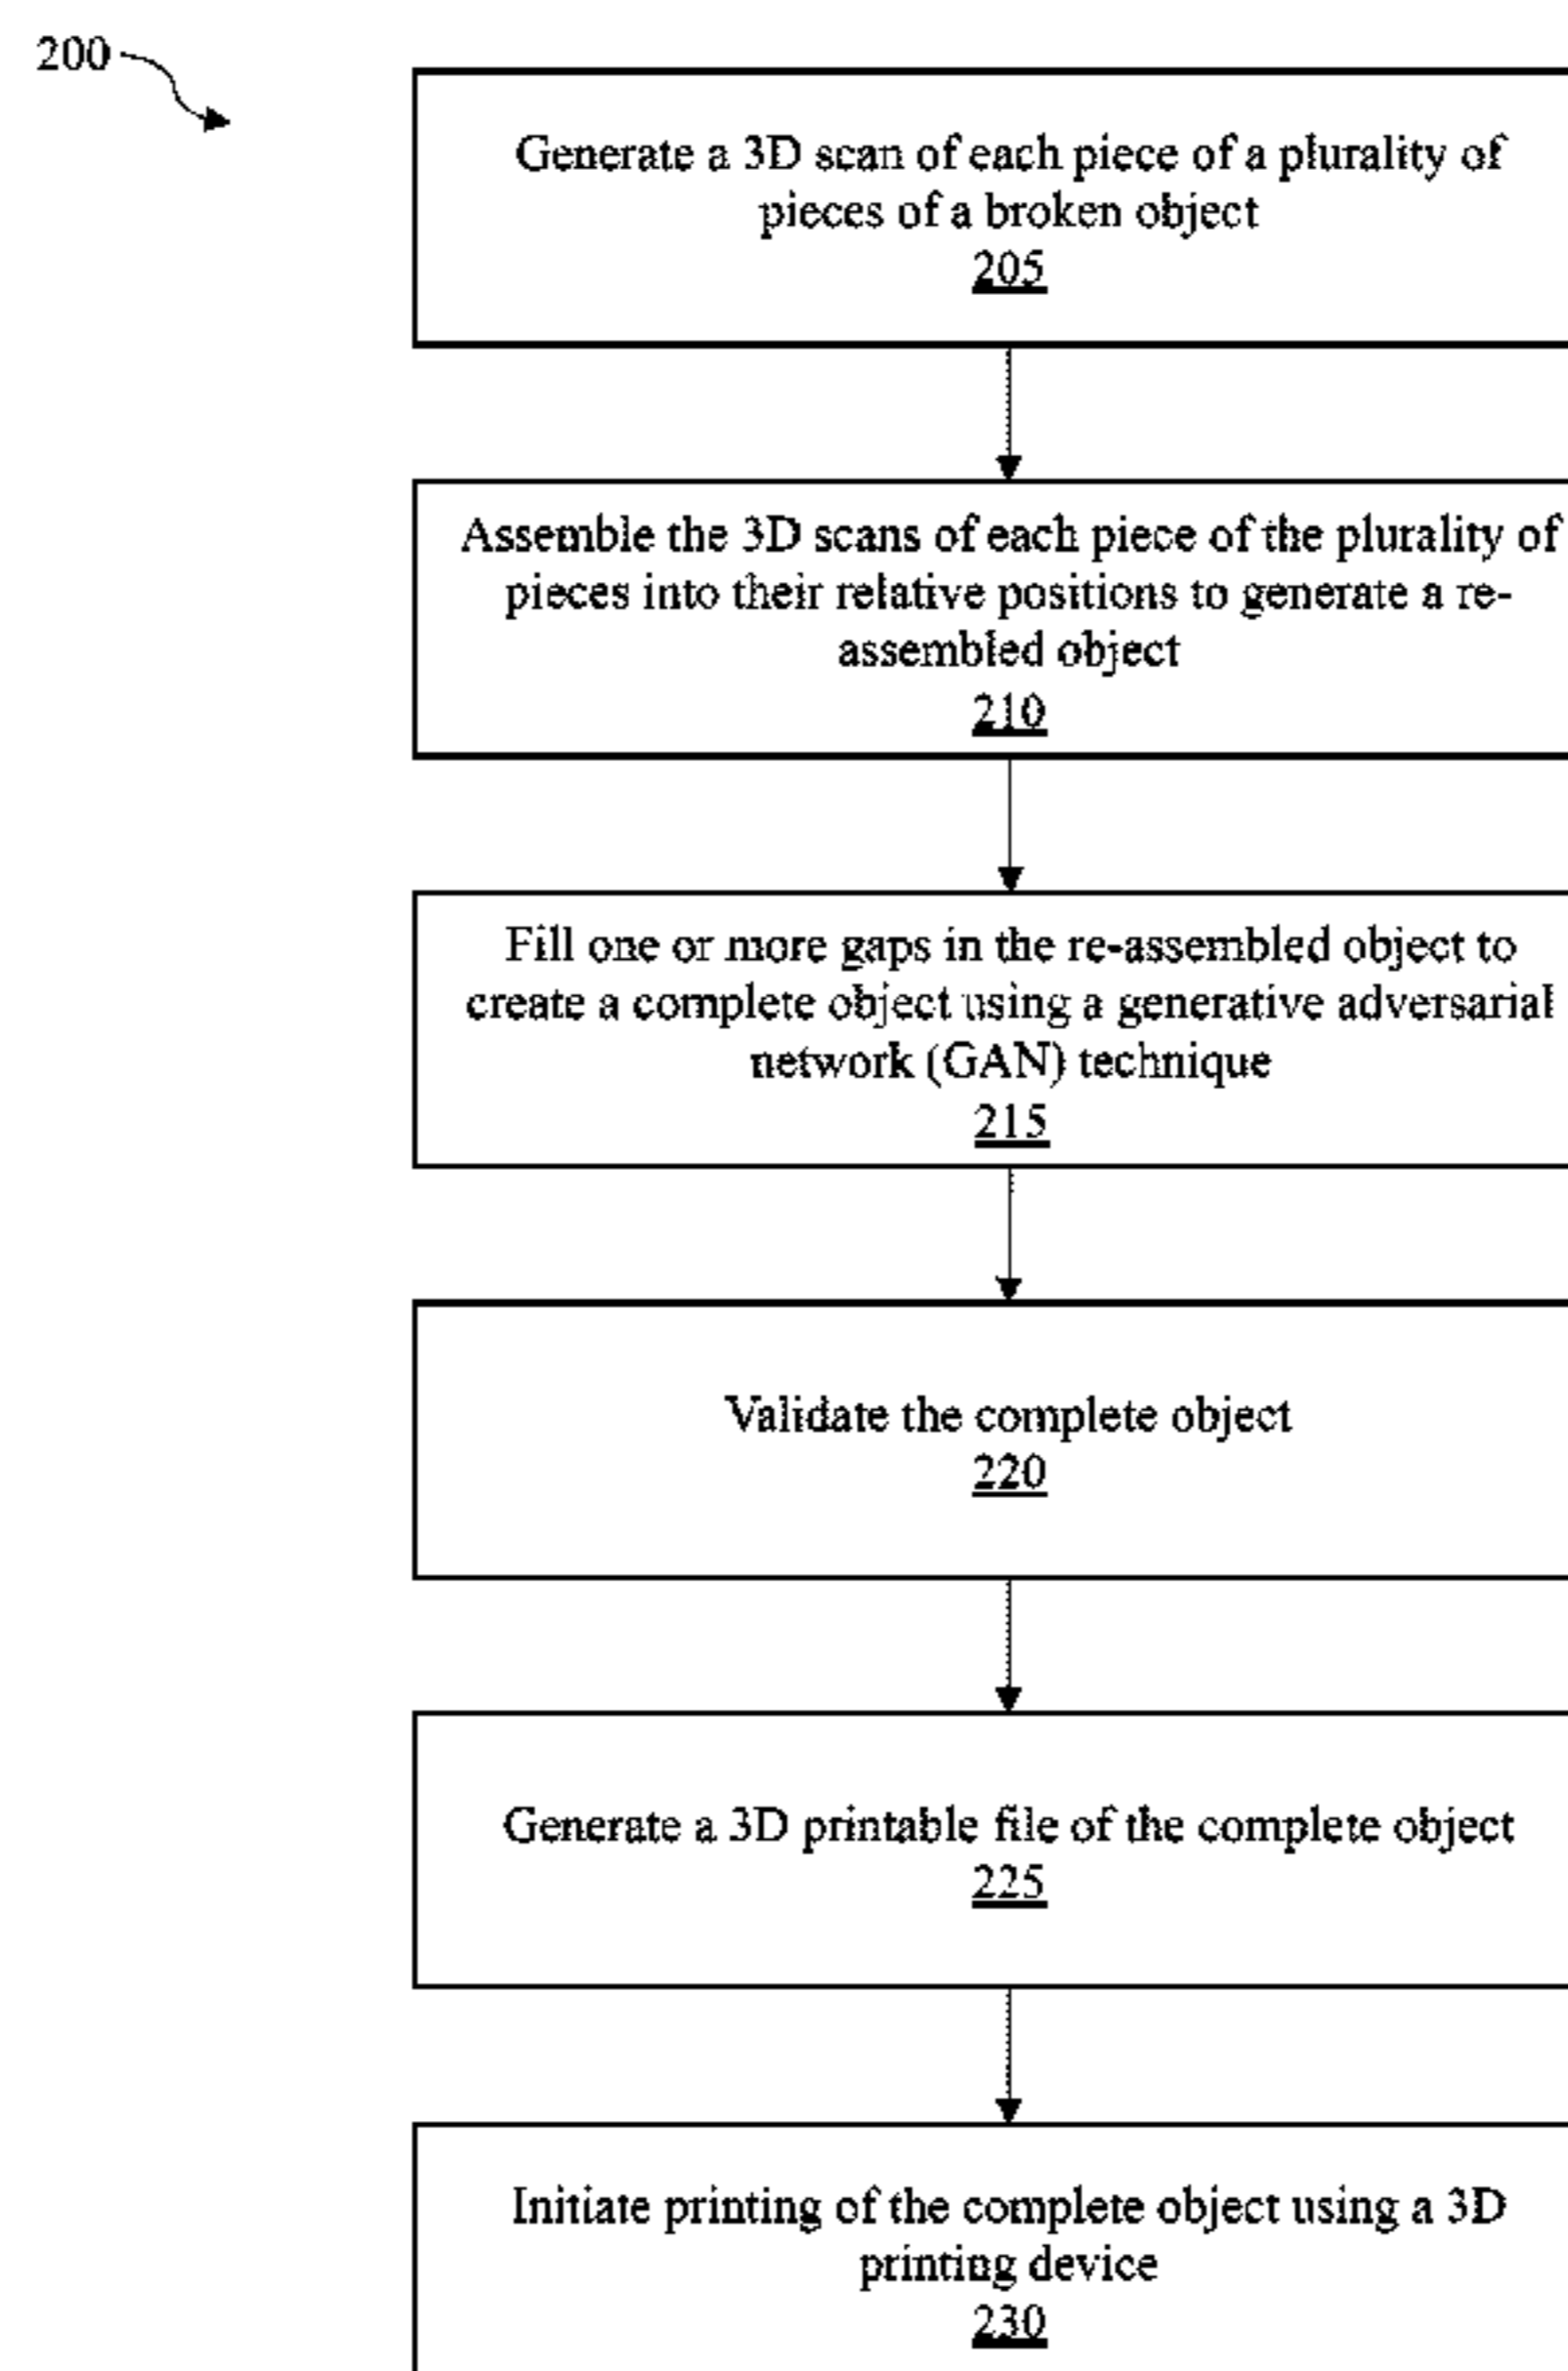 200
Generate a 3D scan of each piece of a plurality of
pieces of a broken object
205
Assemble the 3D scans of each piece of the plurality of
pieces into their relative positions to generate a re-
assembled object
210
Fill one or more gaps in the re-assembled object to
create a complete object using a generative adversarial
network (GAN) technique
215
Validate the complete object
220
Generate a 3D printable file of the complete object
225
Initiate printing of the complete object using a 3D
printing device
230